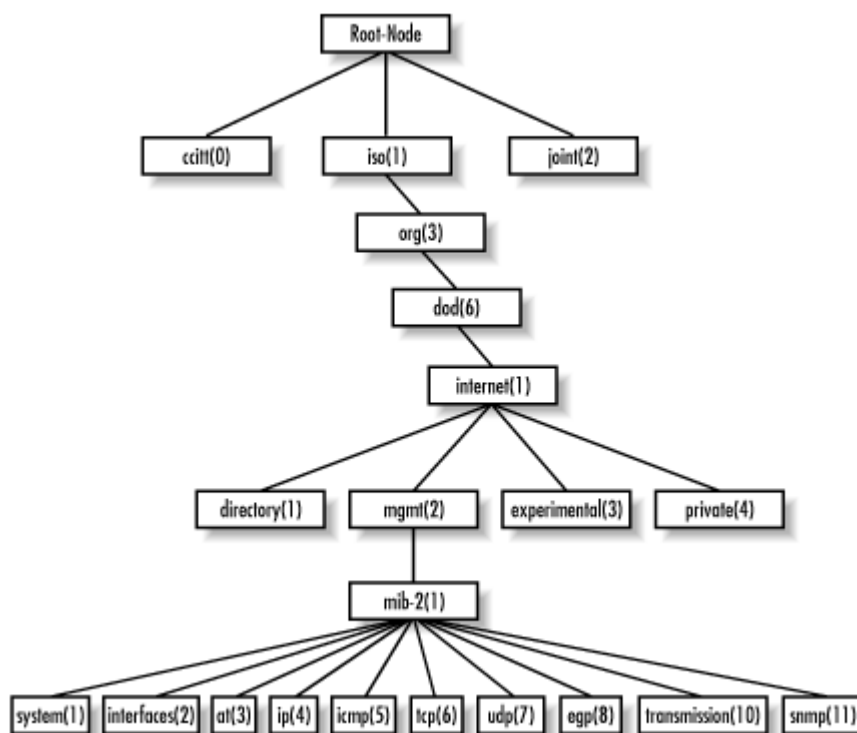 Root-Node
ccitt(0) iso(1) joint(2)
org(3)
dod(6)
internet(1)
directory(1) mgmt(2) experimental(3) private(4)
mib-2(1)
system(1) interfaces(2) at(3) ip(4) icmp(5) tcp(6) udp(7) egp(8) transmission(10) snmp(11)